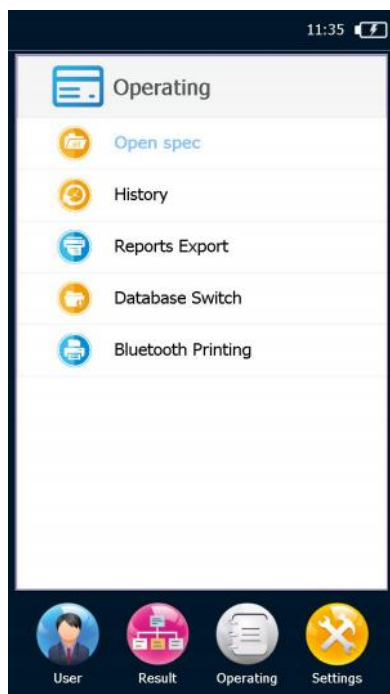 11:35
Operating
Open spec
History
Reports Export
Database Switch
Bluetooth Printing
User Result Operating Settings